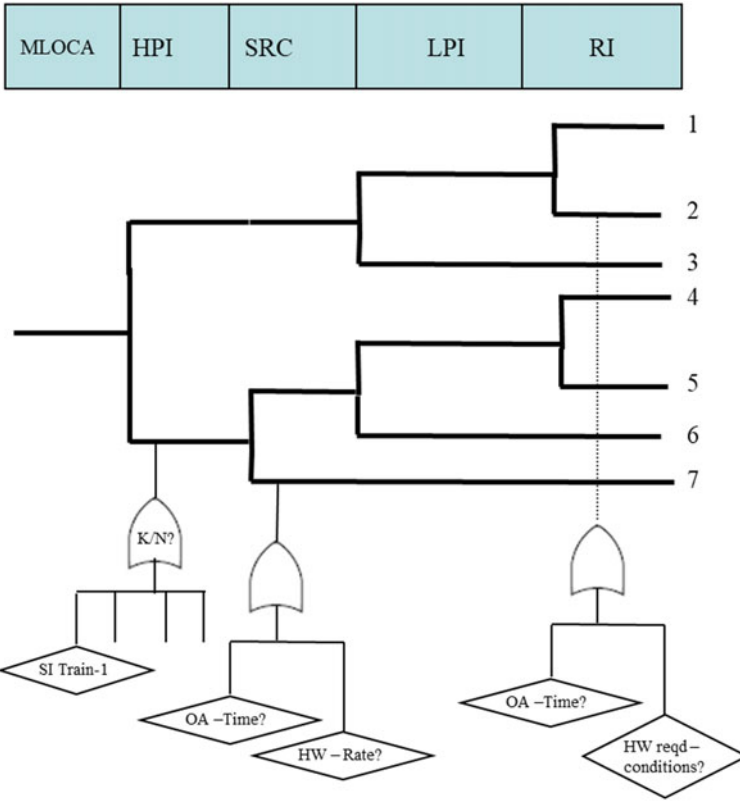 MLOCA HPI SRC LPI RI
1
2
3
4
5
6
7
K/N?
SI Train-1
OA –Time?
HW – Rate?
OA –Time?
HW reqd –
conditions?